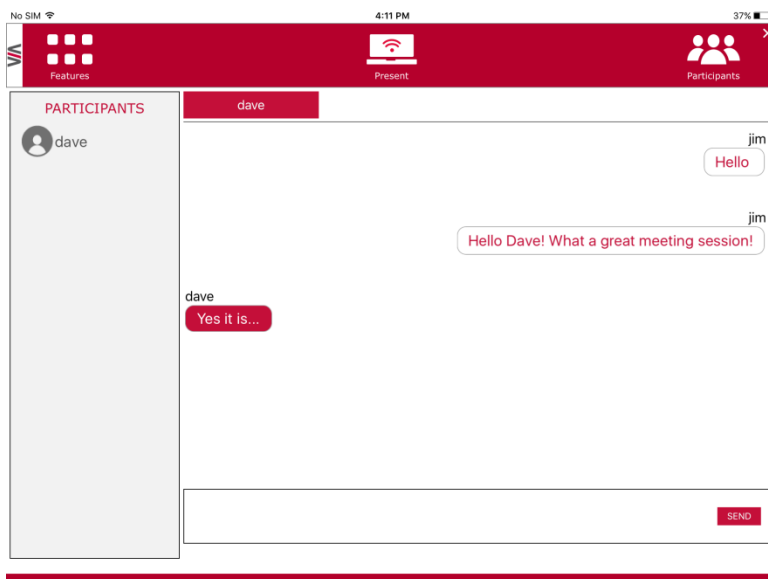 No SIM 4:11 PM 37%
Features Present Participants
PARTICIPANTS
dave
dave
jim
Hello
jim
Hello Dave! What a great meeting session!
dave
Yes it is...
SEND